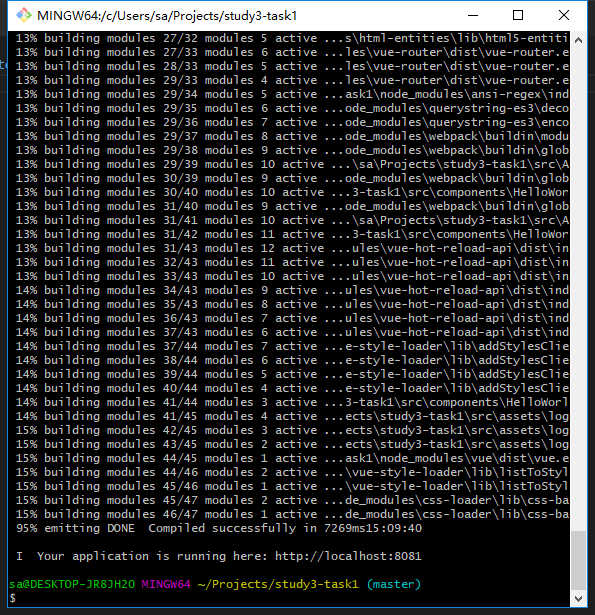 MINGW64:/c/Users/sa/Projects/study3-task1
13% building modules 27/32 modules 5 active ...s\html-entities\lib\html5-entiti
13% building modules 27/33 modules 6 active ...les\vue-router\dist\vue-router.e
13% building modules 28/33 modules 5 active ...les\vue-router\dist\vue-router.e
13% building modules 29/33 modules 4 active ...les\vue-router\dist\vue-router.e
13% building modules 29/34 modules 5 active ...ask1\node_modules\ansi-regex\ind
13% building modules 29/35 modules 6 active ...ode_modules\querystring-es3\deco
13% building modules 29/36 modules 7 active ...ode_modules\querystring-es3\enco
13% building modules 29/37 modules 8 active ...ode_modules\webpack\buildin\modu
13% building modules 29/38 modules 9 active ...ode_modules\webpack\buildin\glob
13% building modules 29/39 modules 10 active ...\sa\Projects\study3-task1\src\A
13% building modules 30/39 modules 9 active ...ode_modules\webpack\buildin\glob
13% building modules 30/40 modules 10 active ...3-task1\src\components\HelloWor
13% building modules 31/40 modules 9 active ...ode_modules\webpack\buildin\glob
13% building modules 31/41 modules 10 active ...\sa\Projects\study3-task1\src\A
13% building modules 31/42 modules 11 active ...3-task1\src\components\HelloWor
13% building modules 31/43 modules 12 active ...ules\vue-hot-reload-api\dist\in
13% building modules 32/43 modules 11 active ...ules\vue-hot-reload-api\dist\in
13% building modules 33/43 modules 10 active ...ules\vue-hot-reload-api\dist\in
14% building modules 34/43 modules 9 active ...ules\vue-hot-reload-api\dist\ind
14% building modules 35/43 modules 8 active ...ules\vue-hot-reload-api\dist\ind
14% building modules 36/43 modules 7 active ...ules\vue-hot-reload-api\dist\ind
14% building modules 37/43 modules 6 active ...ules\vue-hot-reload-api\dist\ind
14% building modules 37/44 modules 7 active ...e-style-loader\lib\addStylesClie
14% building modules 38/44 modules 6 active ...e-style-loader\lib\addStylesClie
14% building modules 39/44 modules 5 active ...e-style-loader\lib\addStylesClie
14% building modules 40/44 modules 4 active ...e-style-loader\lib\addStylesClie
14% building modules 41/44 modules 3 active ...3-task1\src\components\HelloWorl
14% building modules 41/45 modules 4 active ...ects\study3-task1\src\assets\log
14% building modules 42/45 modules 3 active ...ects\study3-task1\src\assets\log
15% building modules 43/45 modules 2 active ...ects\study3-task1\src\assets\log
15% building modules 44/45 modules 1 active ...ask1\node_modules\vue\dist\vue.e
15% building modules 44/46 modules 2 active ...\vue-style-loader\lib\listToStyl
15% building modules 45/46 modules 1 active ...\vue-style-loader\lib\listToStyl
15% building modules 45/47 modules 2 active ...de_modules\css-loader\lib\css-ba
15% building modules 46/47 modules 1 active ...de_modules\css-loader\lib\css-ba
95% emitting DONE  Compiled successfully in 7269ms15:09:40
I  Your application is running here: http://localhost:8081
sa@DESKTOP-JR8JH2O MINGW64 ~/Projects/study3-task1 (master)
$